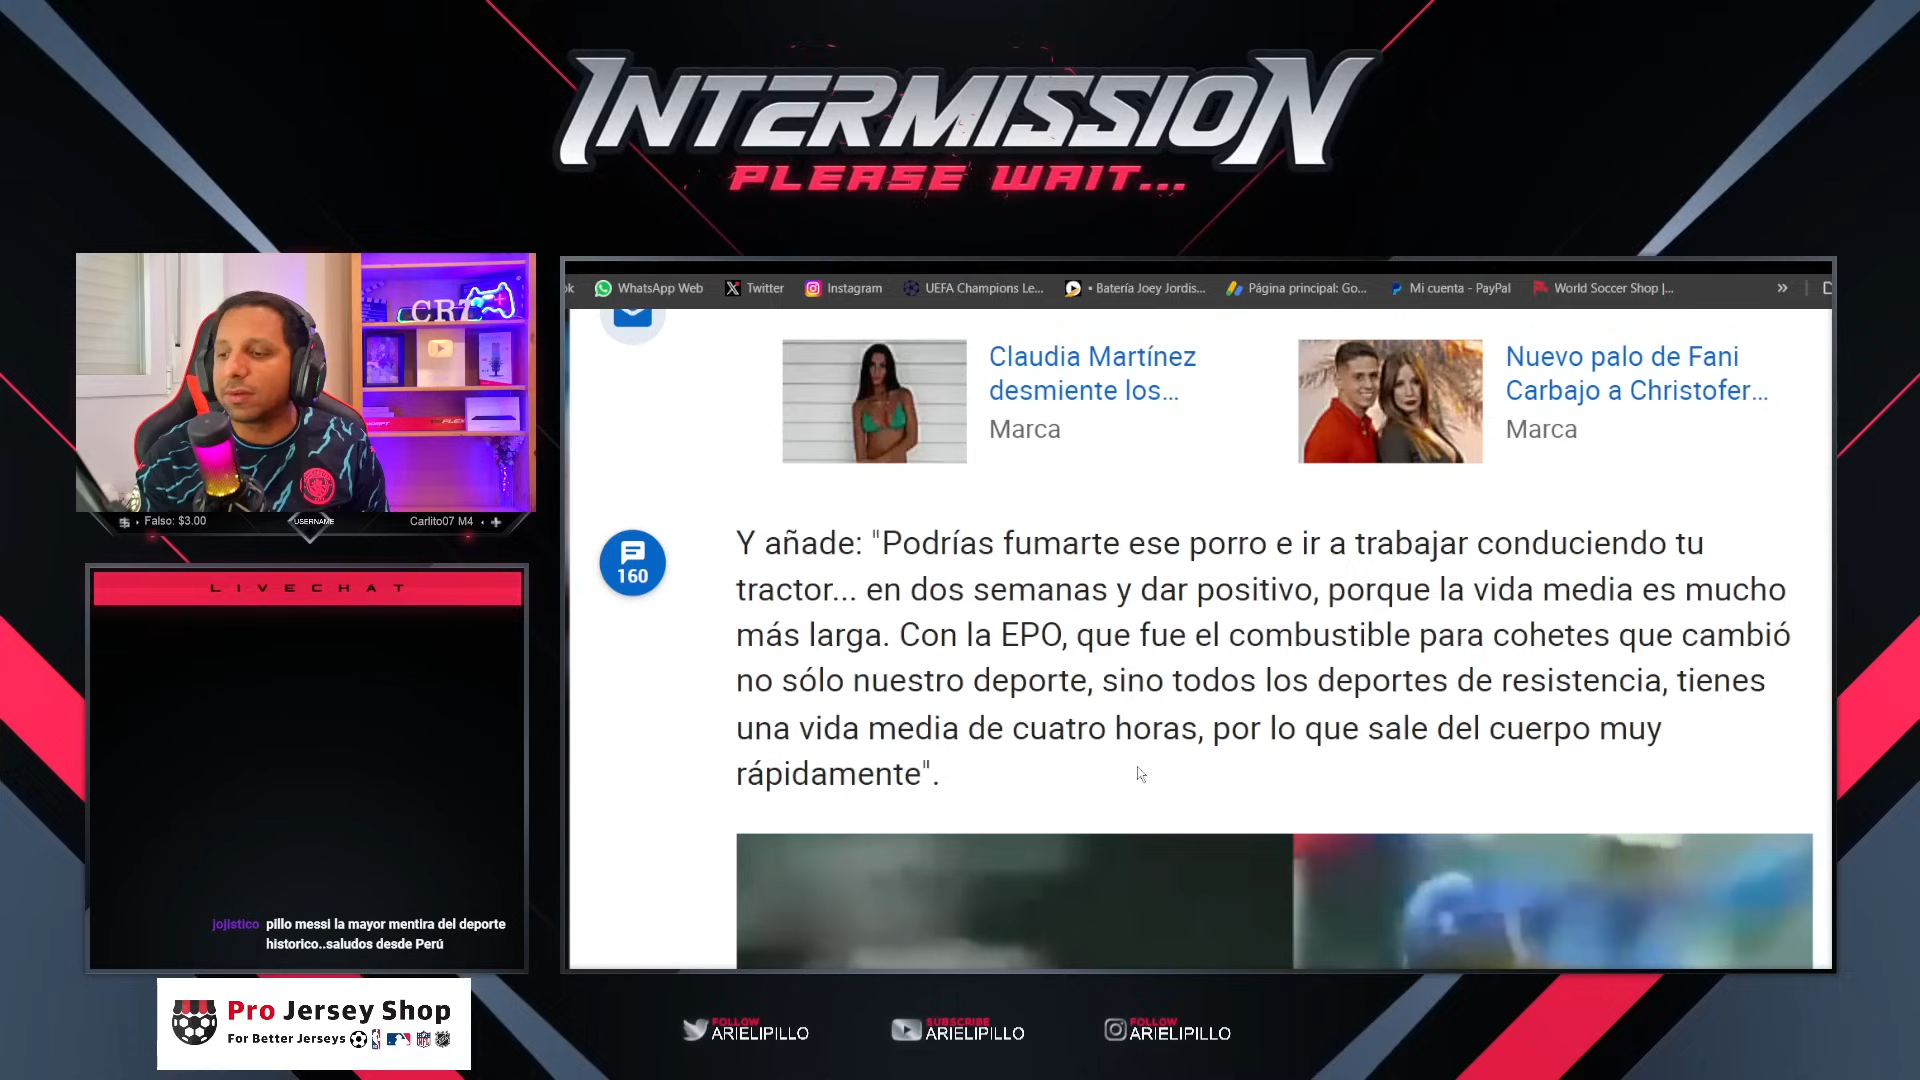 INTERMISSION
PLEASE WAIT...
CR7
Falso: $3.00
USERNAME
Carlito07 M4
WhatsApp Web
Twitter
Instagram
UEFA Champions Le...
• Batería Joey Jordis...
Página principal: Go...
Mi cuenta - PayPal
World Soccer Shop |...
Claudia Martínez
desmiente los...
Marca
Nuevo palo de Fani
Carbajo a Christofer...
Marca
160
Y añade: "Podrías fumarte ese porro e ir a trabajar conduciendo tu
tractor... en dos semanas y dar positivo, porque la vida media es mucho
más larga. Con la EPO, que fue el combustible para cohetes que cambió
no sólo nuestro deporte, sino todos los deportes de resistencia, tienes
una vida media de cuatro horas, por lo que sale del cuerpo muy
rápidamente".
LIVECHAT
jojistico pillo messi la mayor mentira del deporte
historico..saludos desde Perú
Pro Jersey Shop
For Better Jerseys
FOLLOW
ARIELIPILLO
SUBSCRIBE
ARIELIPILLO
FOLLOW
ARIELIPILLO